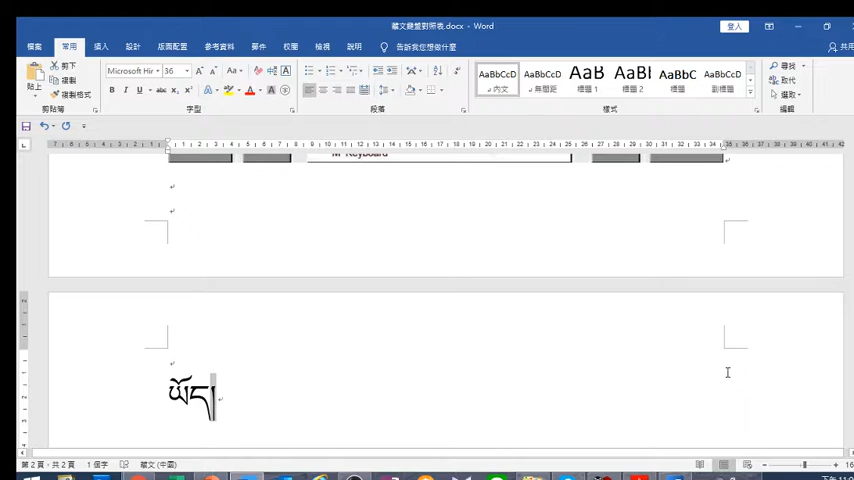 藏文鍵盤對照表.docx - Word
登入
檔案 常用 插入 設計 版面配置 參考資料 郵件 校閱 檢視 說明 告訴我您想做什麼 共用
貼上 剪下 複製 複製格式 剪貼簿
Microsoft Hi 36 A A Aa A
B I U abc x₂ x² A A A 字型
段落
AaBbCcD AaBbCcD AaB AaBL AaBbC AaBbCcD
內文 無間距 標題 1 標題 2 標題 副標題 樣式
尋找 取代 選取 編輯
M Keyboard
ཡོད།
第 2 頁，共 2 頁 1 個字 藏文 (中國)